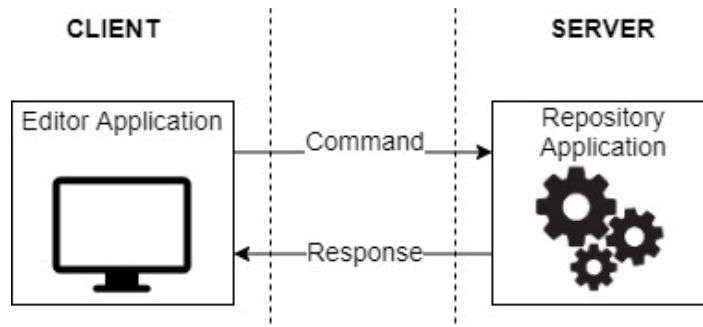 CLIENT
SERVER
Editor Application
Repository
Application
Command
Response